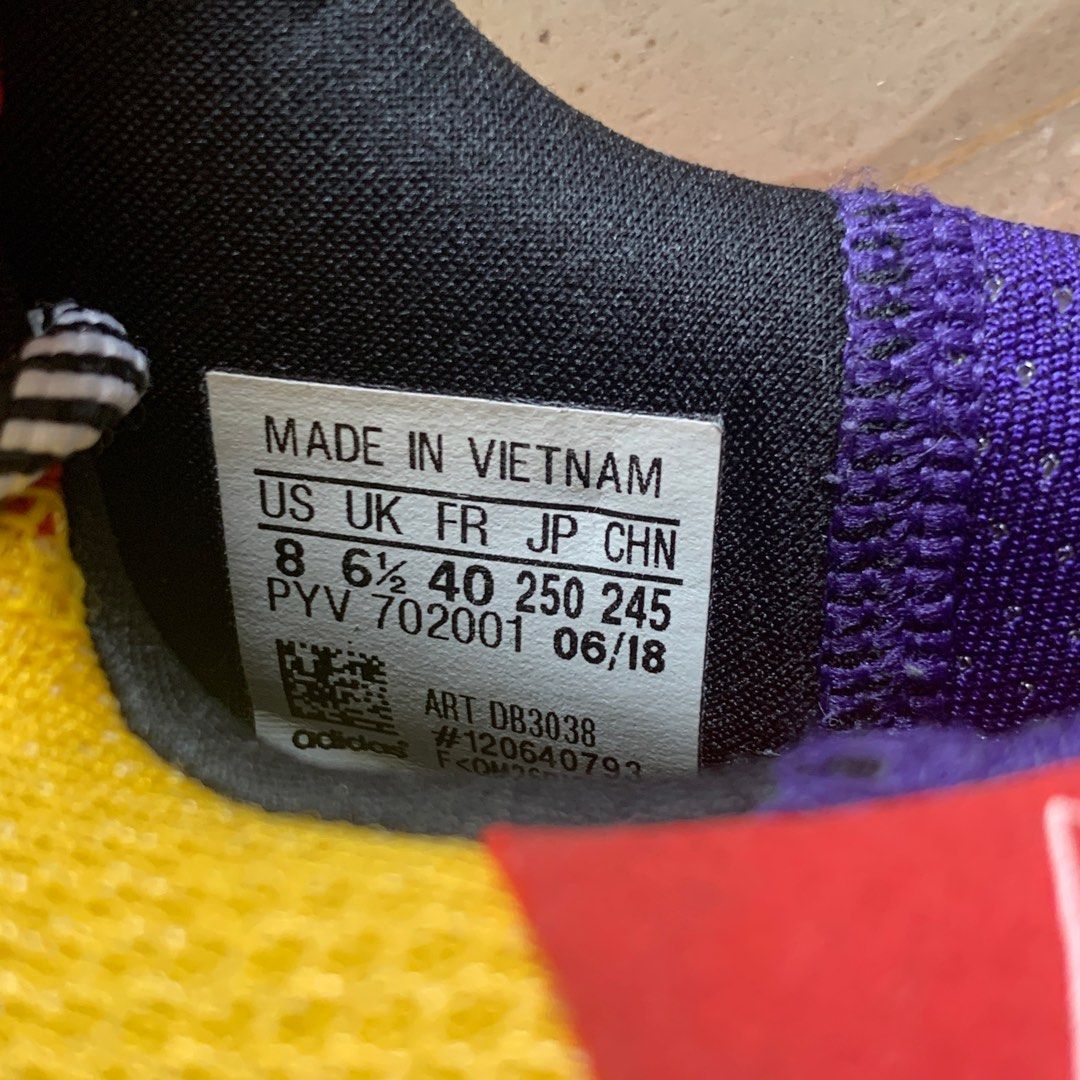 MADE IN VIETNAM
US UK FR JP CHN
8 6½ 40 250 245
PYV 702001 06/18
ART DB3038
adidas #120640793